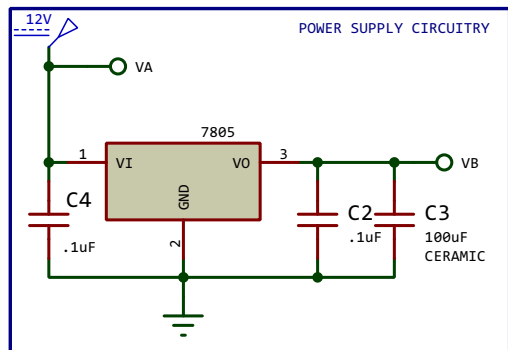 12V
POWER SUPPLY CIRCUITRY
VA
7805
1
VI
VO
3
VB
GND
2
C4
.1uF
C2
.1uF
C3
100uF
CERAMIC